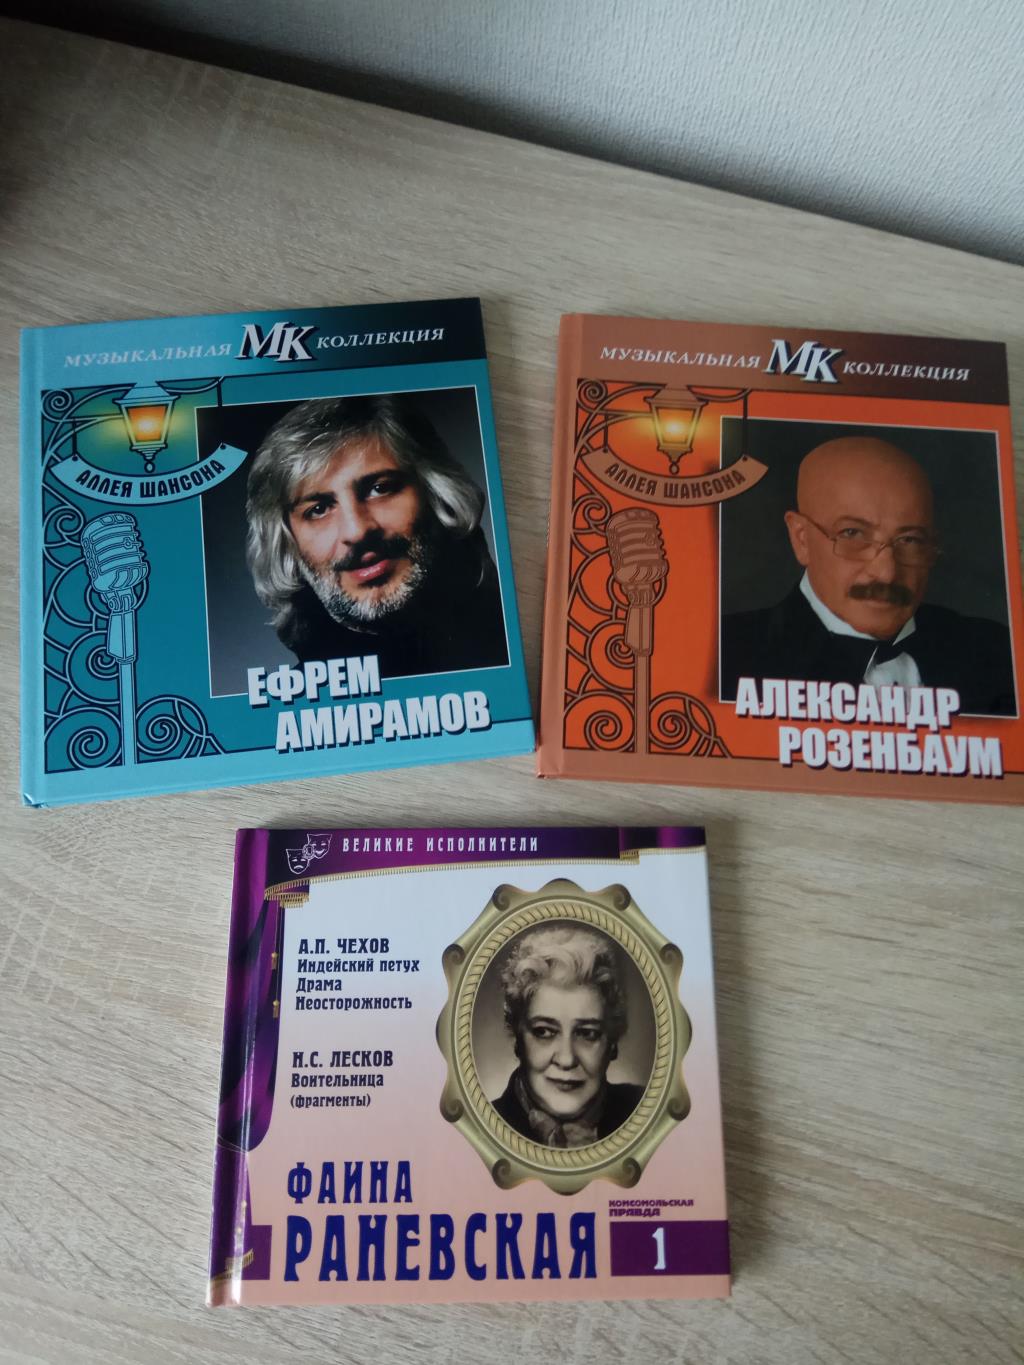 МУЗЫКАЛЬНАЯ МК КОЛЛЕКЦИЯ
АЛЛЕЯ ШАНСОНА
ЕФРЕМ
АМИРАМОВ
МУЗЫКАЛЬНАЯ МК КОЛЛЕКЦИЯ
АЛЛЕЯ ШАНСОНА
АЛЕКСАНДР
РОЗЕНБАУМ
ВЕЛИКИЕ ИСПОЛНИТЕЛИ
А.П. ЧЕХОВ
Индейский петух
Драма
Неосторожность
Н.С. ЛЕСКОВ
Воительница
(фрагменты)
ФАИНА
РАНЕВСКАЯ
КОМСОМОЛЬСКАЯ
ПРАВДА
1